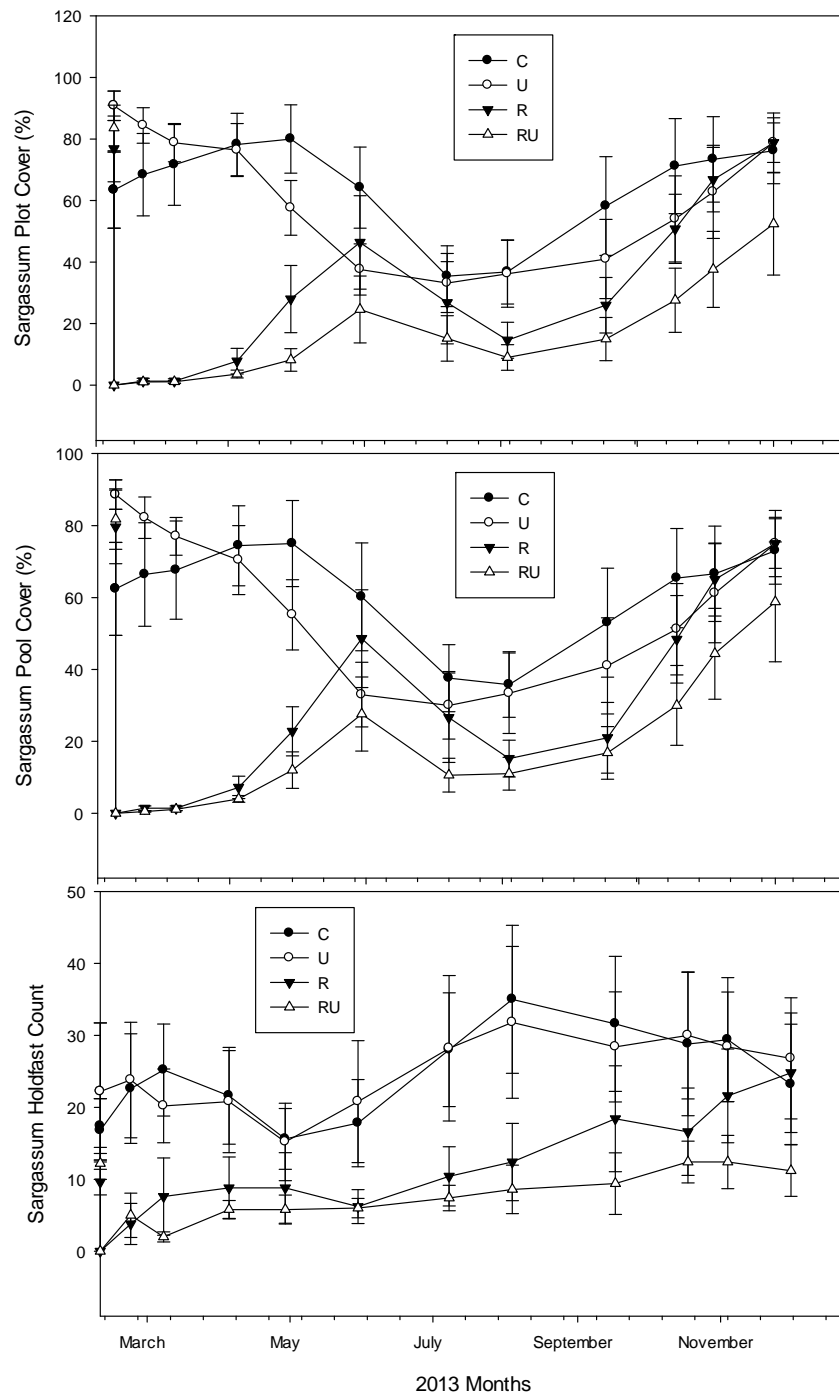 120
100
80
60
40
20
0
Sargassum Plot Cover (%)
C
U
R
RU
100
80
60
40
20
0
Sargassum Pool Cover (%)
C
U
R
RU
50
40
30
20
10
0
Sargassum Holdfast Count
C
U
R
RU
March May July September November
2013 Months